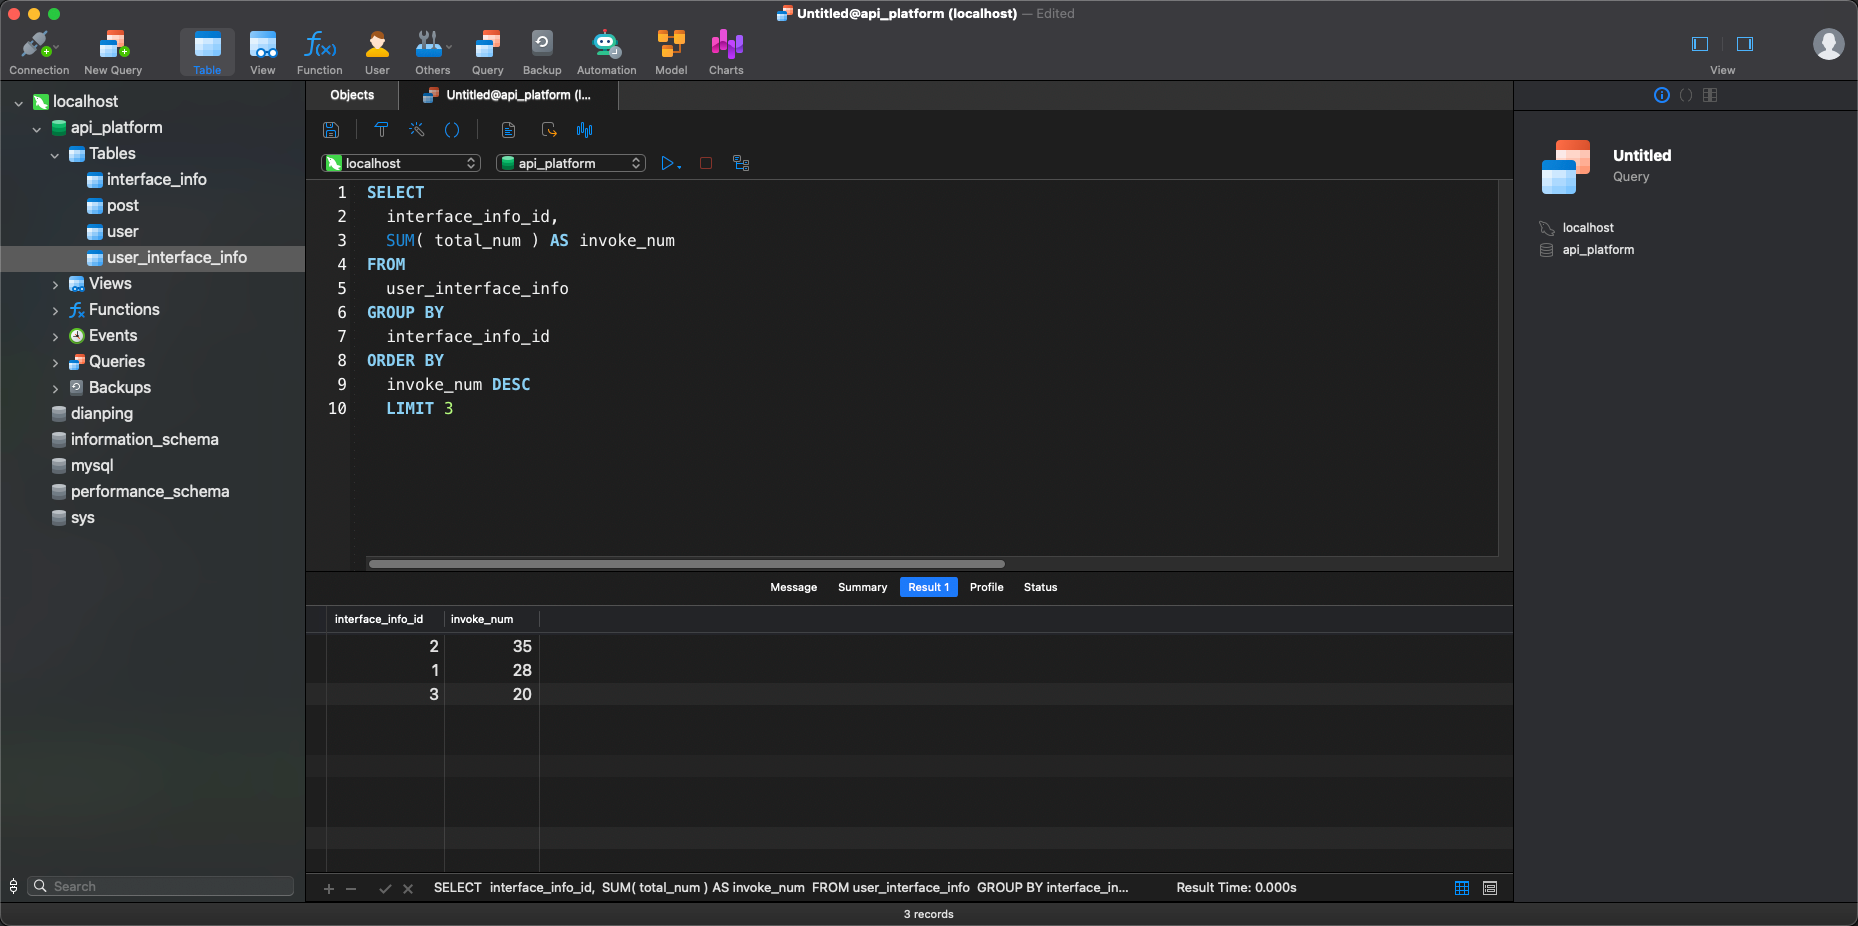 Untitled@api_platform (localhost) — Edited
Connection
New Query
Table
View
Function
User
Others
Query
Backup
Automation
Model
Charts
View
localhost
api_platform
Tables
interface_info
post
user
user_interface_info
Views
Functions
Events
Queries
Backups
dianping
information_schema
mysql
performance_schema
sys
Search
Objects
Untitled@api_platform (l...
localhost
api_platform
1 SELECT
2 interface_info_id,
3 SUM( total_num ) AS invoke_num
4 FROM
5 user_interface_info
6 GROUP BY
7 interface_info_id
8 ORDER BY
9 invoke_num DESC
10 LIMIT 3
Message Summary Result 1 Profile Status
interface_info_id invoke_num
2 35
1 28
3 20
SELECT interface_info_id, SUM( total_num ) AS invoke_num FROM user_interface_info GROUP BY interface_in... Result Time: 0.000s
3 records
Untitled
Query
localhost
api_platform